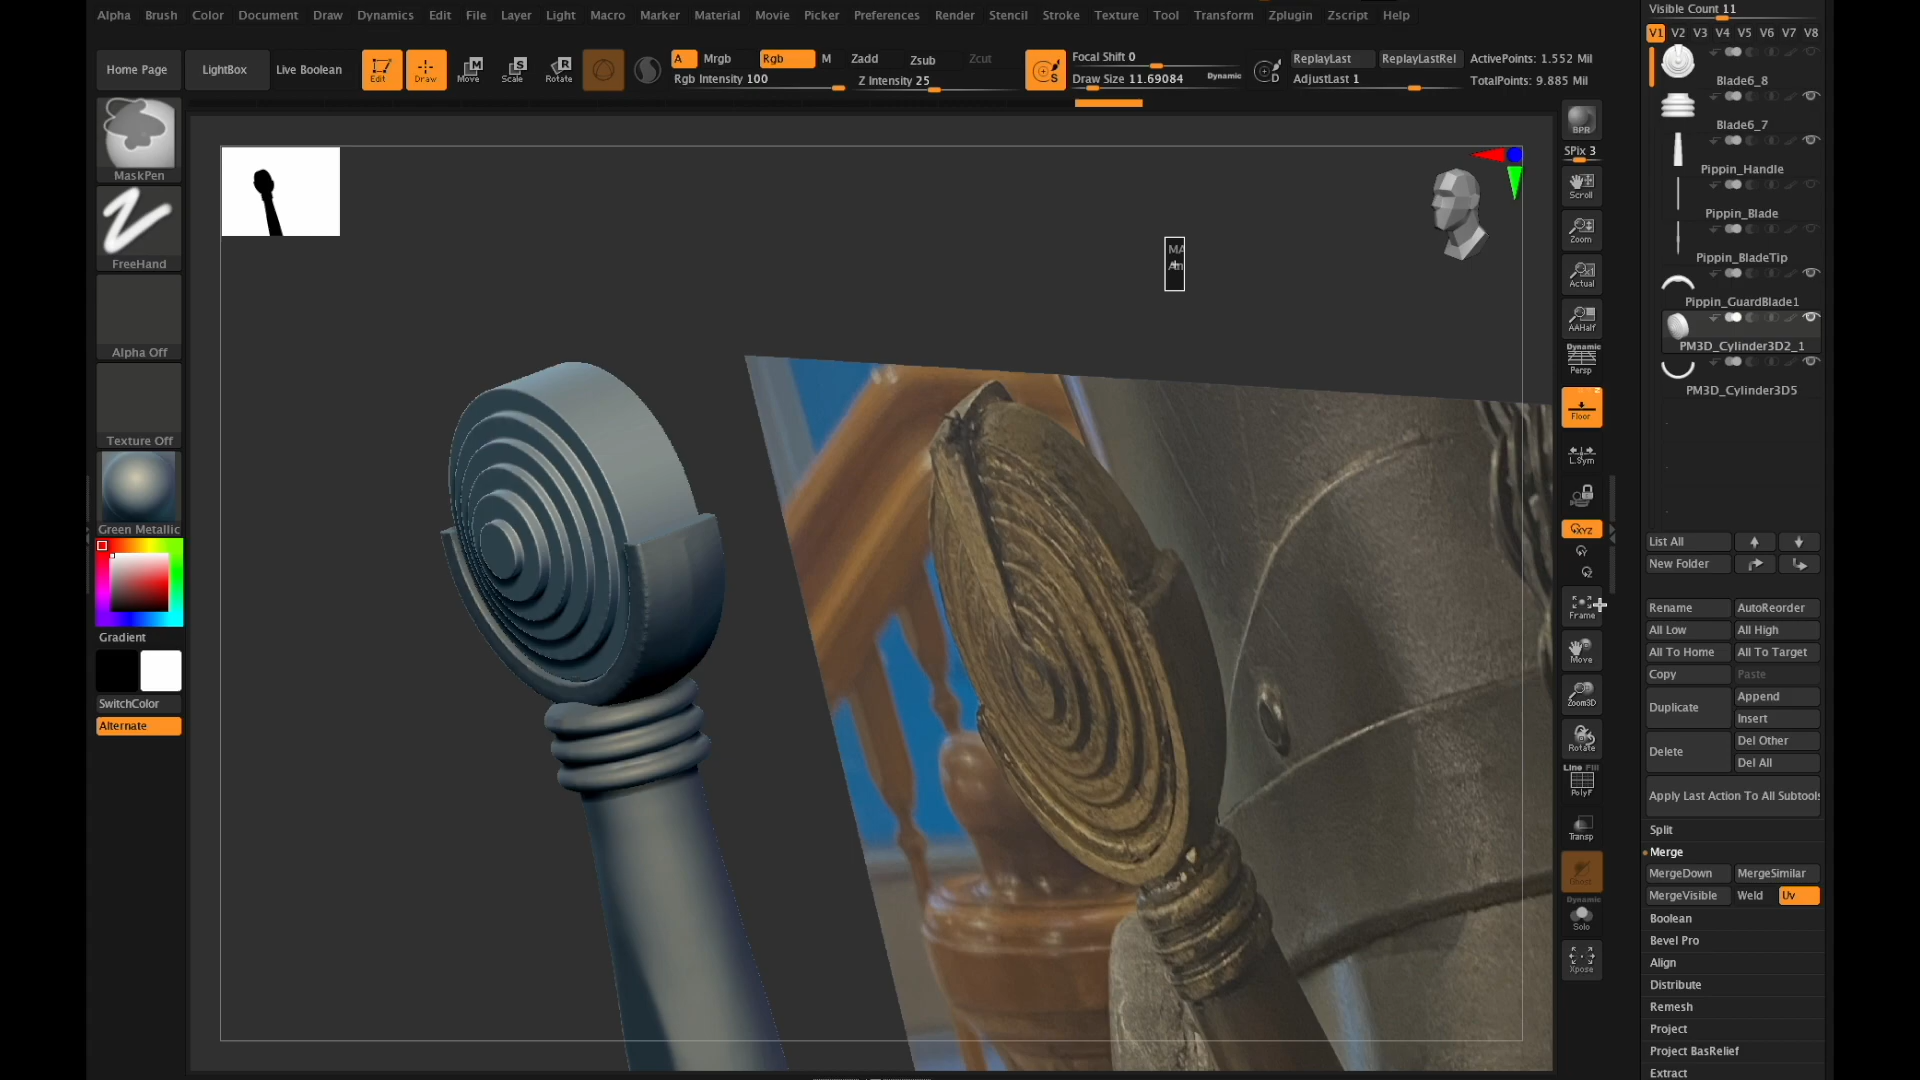 Alpha Brush Color Document Draw Dynamics Edit File Layer Light Macro Marker Material Movie Picker Preferences Render Stencil Stroke Texture Tool Transform Zplugin Zscript Help
Home Page LightBox Live Boolean
Edit Draw Move Scale Rotate
A Mrgb Rgb M Zadd Zsub Zcut
Rgb Intensity 100 Z Intensity 25
S
Focal Shift 0
Draw Size 11.69084 Dynamic
D
ReplayLast ReplayLastRel
AdjustLast 1
ActivePoints: 1.552 Mil
TotalPoints: 9.885 Mil
MaskPen
FreeHand
Alpha Off
Texture Off
Green Metallic
Gradient
SwitchColor
Alternate
BPR
SPix 3
Scroll
Zoom
Actual
AAHalf
Dynamic
Persp
Floor
L.Sym
XYZ
Frame
Move
Zoom3D
Rotate
Line Fill
PolyF
Transp
Ghost
Dynamic
Solo
Xpose
Visible Count 11
V1 V2 V3 V4 V5 V6 V7 V8
Blade6_8
Blade6_7
Pippin_Handle
Pippin_Blade
Pippin_BladeTip
Pippin_GuardBlade1
PM3D_Cylinder3D2_1
PM3D_Cylinder3D5
List All
New Folder
Rename AutoReorder
All Low All High
All To Home All To Target
Copy Paste
Duplicate Append
Insert
Delete Del Other
Del All
Apply Last Action To All Subtools
Split
Merge
MergeDown MergeSimilar
MergeVisible Weld Uv
Boolean
Bevel Pro
Align
Distribute
Remesh
Project
Project BasRelief
Extract